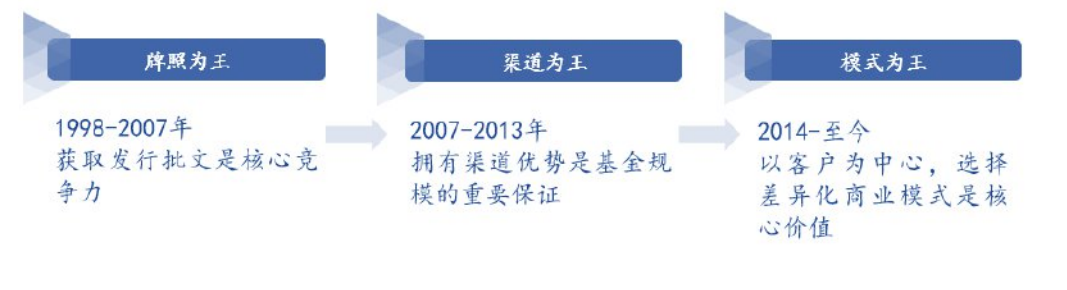 牌照为王
1998-2007年
获取发行批文是核心竞
争力
渠道为王
2007-2013年
拥有渠道优势是基金规
模的重要保证
模式为王
2014-至今
以客户为中心，选择
差异化商业模式是核
心价值